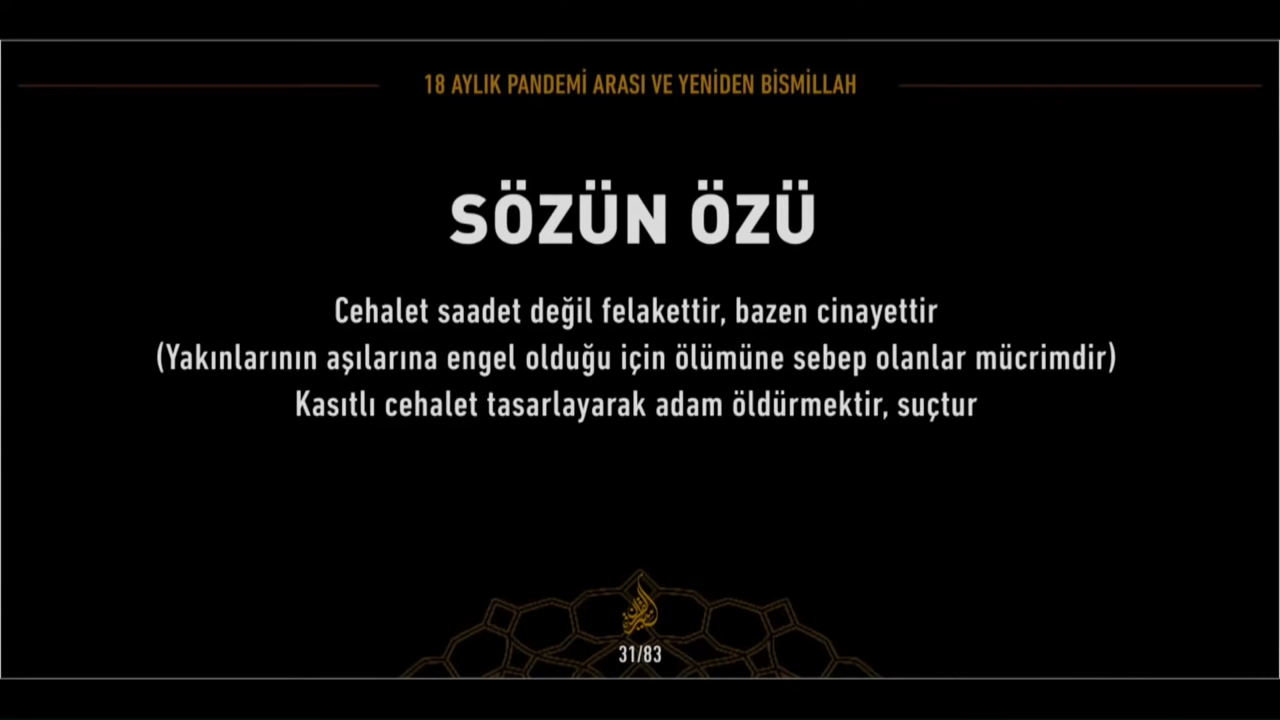 18 AYLIK PANDEMİ ARASI VE YENİDEN BİSMİLLAH
SÖZÜN ÖZÜ
Cehalet saadet değil felakettir, bazen cinayettir
(Yakınlarının aşılarına engel olduğu için ölümüne sebep olanlar mücrimdir)
Kasıtlı cehalet tasarlayarak adam öldürmektir, suçtur
31/83